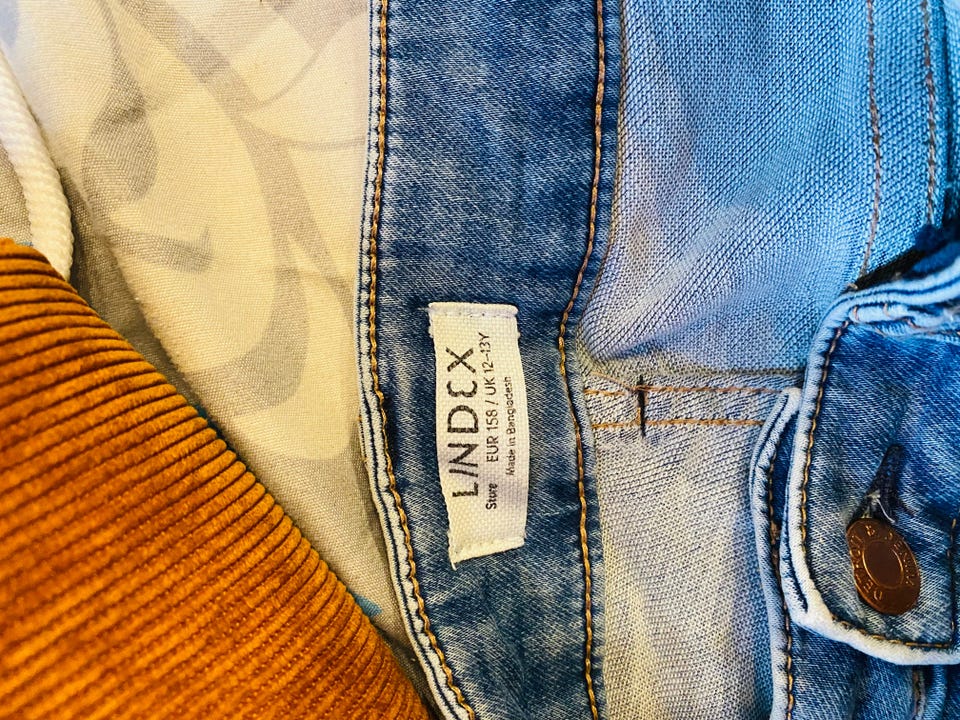 LINDEX
Store EUR 158 / UK 12-13Y
Made in Bangladesh